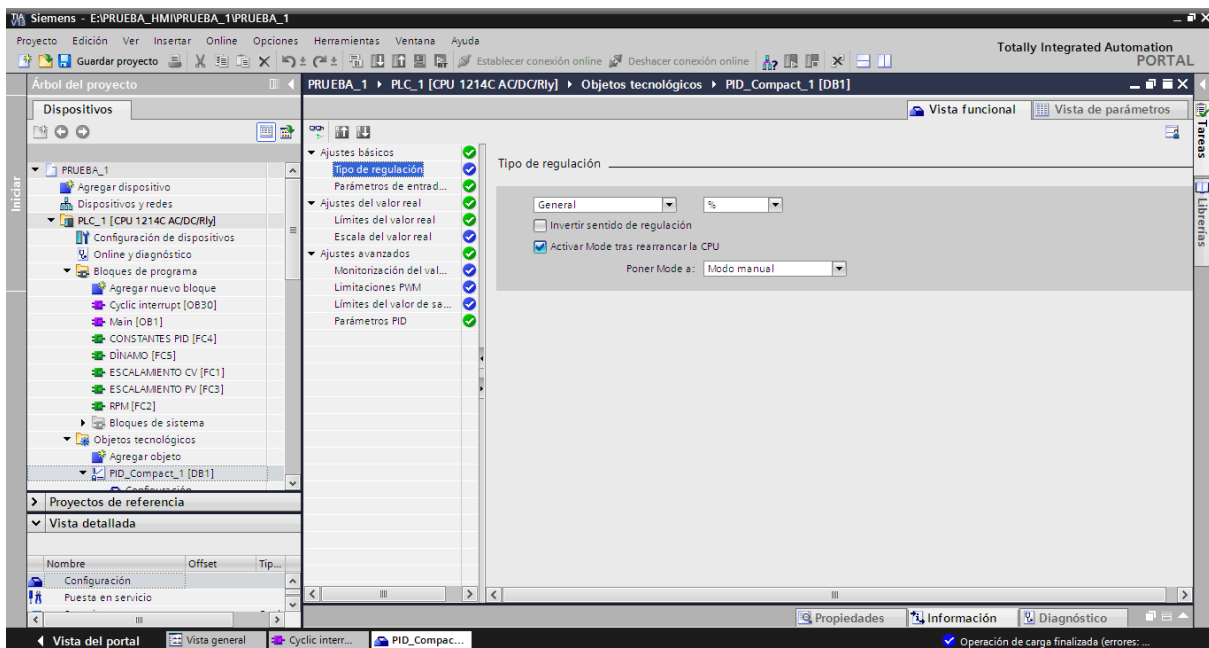 Siemens - E:\PRUEBA_HMI\PRUEBA_1\PRUEBA_1
Proyecto Edición Ver Insertar Online Opciones Herramientas Ventana Ayuda
Totally Integrated Automation
PORTAL
Guardar proyecto
Establecer conexión online
Deshacer conexión online
Iniciar
Árbol del proyecto
Dispositivos
PRUEBA_1
Agregar dispositivo
Dispositivos y redes
PLC_1 [CPU 1214C AC/DC/Rly]
Configuración de dispositivos
Online y diagnóstico
Bloques de programa
Agregar nuevo bloque
Cyclic interrupt [OB30]
Main [OB1]
CONSTANTES PID [FC4]
DÌNAMO [FC5]
ESCALAMIENTO CV [FC1]
ESCALAMIENTO PV [FC3]
RPM [FC2]
Bloques de sistema
Objetos tecnológicos
Agregar objeto
PID_Compact_1 [DB1]
Configuración
Proyectos de referencia
Vista detallada
Nombre Offset Tip...
Configuración
Puesta en servicio
PRUEBA_1 PLC_1 [CPU 1214C AC/DC/Rly] Objetos tecnológicos PID_Compact_1 [DB1]
Vista funcional
Vista de parámetros
Ajustes básicos
Tipo de regulación
Parámetros de entrad...
Ajustes del valor real
Límites del valor real
Escala del valor real
Ajustes avanzados
Monitorización del val...
Limitaciones PWM
Límites del valor de sa...
Parámetros PID
Tipo de regulación
General %
Invertir sentido de regulación
Activar Mode tras rearrancar la CPU
Poner Mode a: Modo manual
Tareas
Librerías
Propiedades
Información
Diagnóstico
Vista del portal
Vista general
Cyclic interr...
PID_Compac...
Operación de carga finalizada (errores: ...